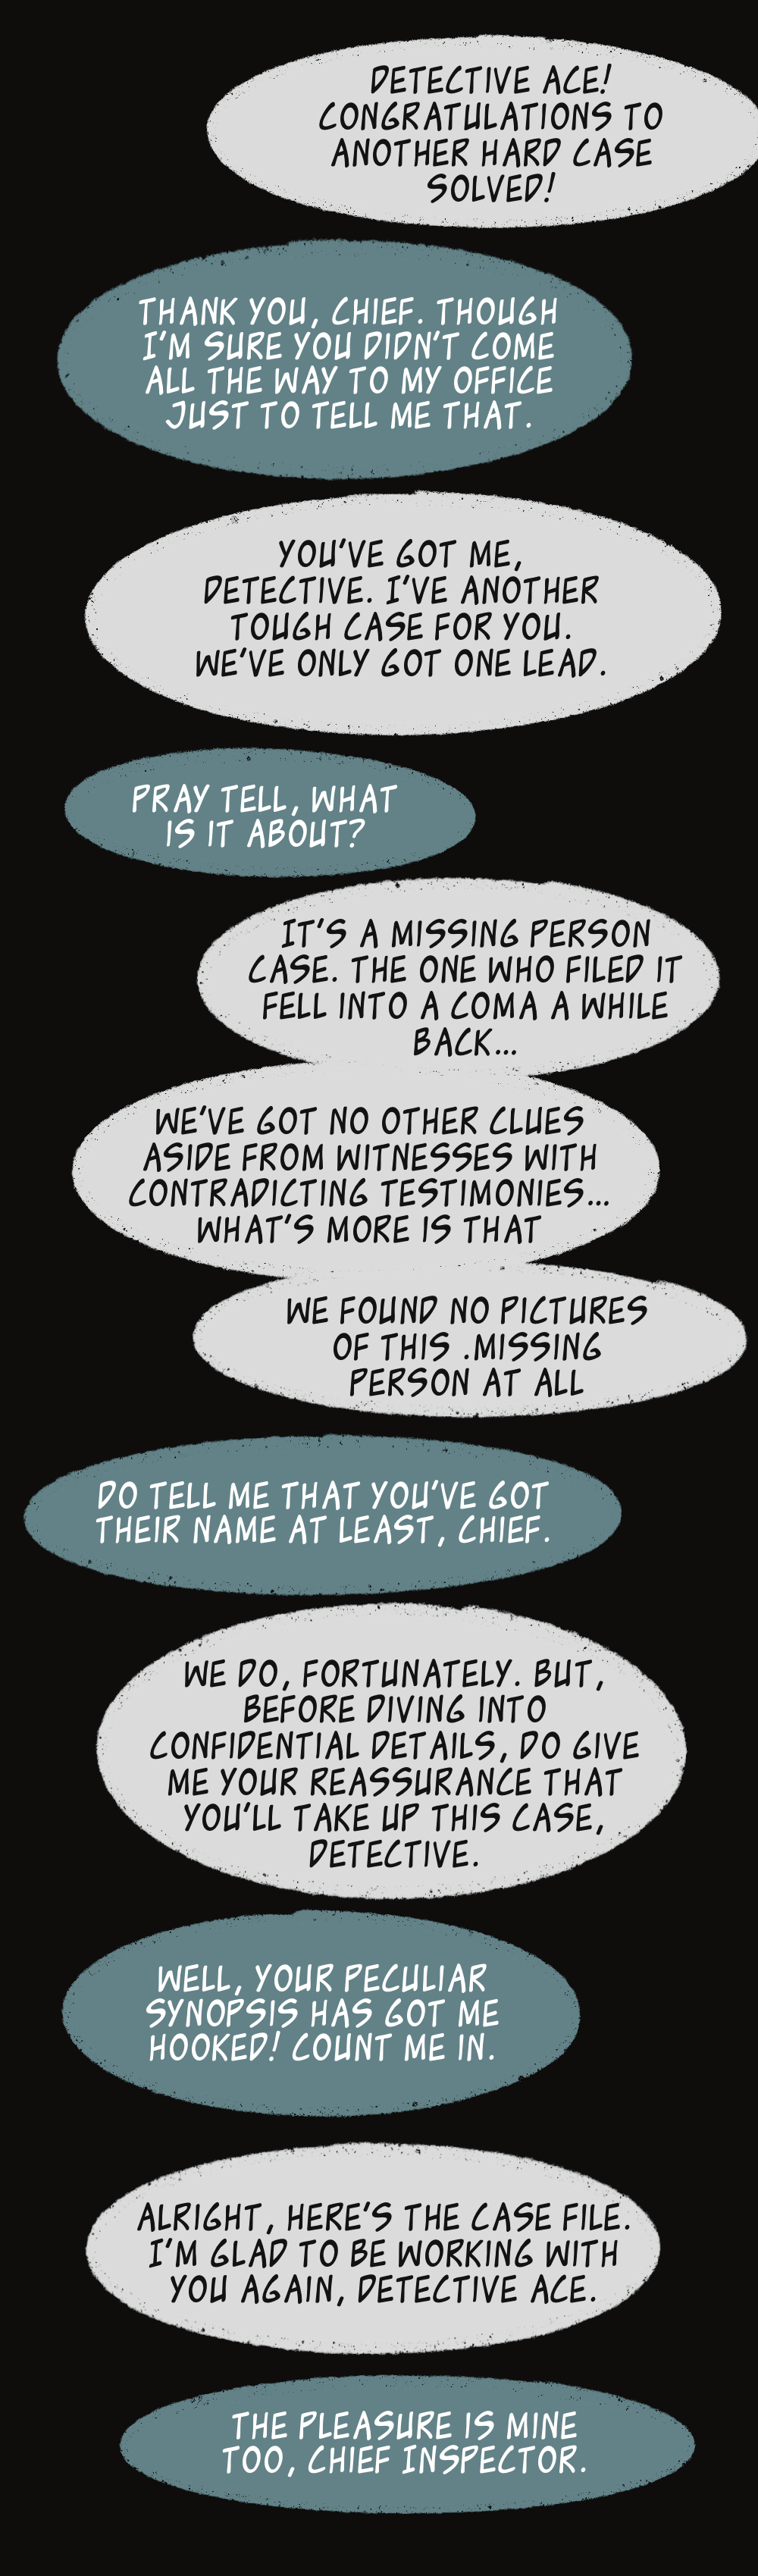 DETECTIVE ACE!
CONGRATULATIONS TO
ANOTHER HARD CASE
SOLVED!
THANK YOU, CHIEF. THOUGH
I'M SURE YOU DIDN'T COME
ALL THE WAY TO MY OFFICE
JUST TO TELL ME THAT.
YOU'VE GOT ME,
DETECTIVE. I'VE ANOTHER
TOUGH CASE FOR YOU.
WE'VE ONLY GOT ONE LEAD.
PRAY TELL, WHAT
IS IT ABOUT?
IT'S A MISSING PERSON
CASE. THE ONE WHO FILED IT
FELL INTO A COMA A WHILE
BACK...
WE'VE GOT NO OTHER CLUES
ASIDE FROM WITNESSES WITH
CONTRADICTING TESTIMONIES...
WHAT'S MORE IS THAT
WE FOUND NO PICTURES
OF THIS .MISSING
PERSON AT ALL
DO TELL ME THAT YOU'VE GOT
THEIR NAME AT LEAST, CHIEF.
WE DO, FORTUNATELY. BUT,
BEFORE DIVING INTO
CONFIDENTIAL DETAILS, DO GIVE
ME YOUR REASSURANCE THAT
YOU'LL TAKE UP THIS CASE,
DETECTIVE.
WELL, YOUR PECULIAR
SYNOPSIS HAS GOT ME
HOOKED! COUNT ME IN.
ALRIGHT, HERE'S THE CASE FILE.
I'M GLAD TO BE WORKING WITH
YOU AGAIN, DETECTIVE ACE.
THE PLEASURE IS MINE
TOO, CHIEF INSPECTOR.